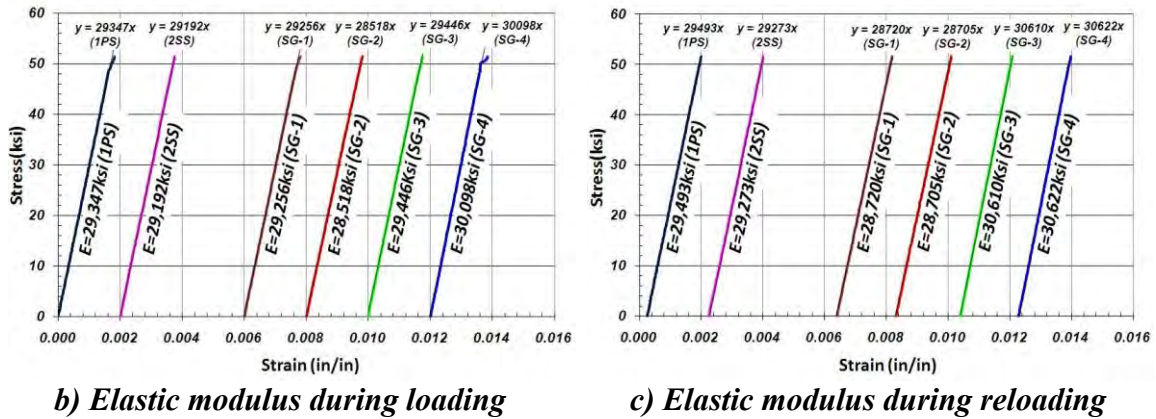 y = 29347x
(1PS)
y = 29192x
(2SS)
y = 29256x
(SG-1)
y = 28518x
(SG-2)
y = 29446x
(SG-3)
y = 30098x
(SG-4)
60
50
40
30
20
10
0
Stress(ksi)
E=29,347ksi (1PS)
E=29,192ksi (2SS)
E=29,256ksi (SG-1)
E=28,518ksi (SG-2)
E=29,446ksi (SG-3)
E=30,098ksi (SG-4)
0.000 0.002 0.004 0.006 0.008 0.010 0.012 0.014 0.016
Strain (in/in)
b) Elastic modulus during loading
y = 29493x
(1PS)
y = 29273x
(2SS)
y = 28720x
(SG-1)
y = 28705x
(SG-2)
y = 30610x
(SG-3)
y = 30622x
(SG-4)
60
50
40
30
20
10
0
Stress(ksi)
E=29,493ksi (1PS)
E=29,273ksi (2SS)
E=28,720ksi (SG-1)
E=28,705ksi (SG-2)
E=30,610Ksi (SG-3)
E=30,622ksi (SG-4)
0.000 0.002 0.004 0.006 0.008 0.010 0.012 0.014 0.016
Strain (in/in)
c) Elastic modulus during reloading